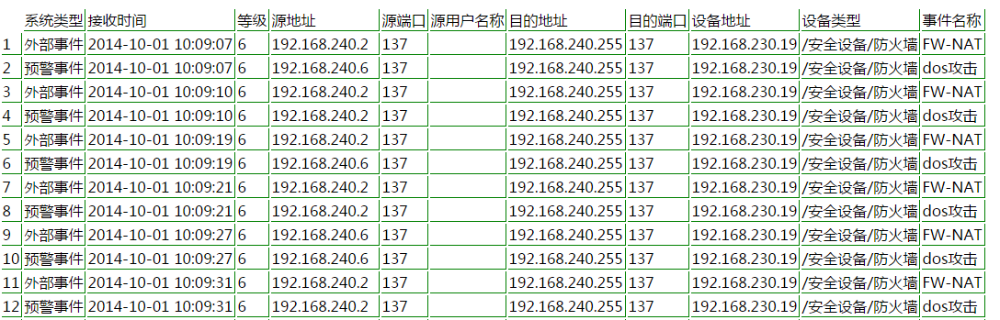 系统类型 接收时间 等级 源地址 源端口 源用户名称 目的地址 目的端口 设备地址 设备类型 事件名称
1 外部事件 2014-10-01 10:09:07 6 192.168.240.2 137 192.168.240.255 137 192.168.230.19 /安全设备/防火墙 FW-NAT
2 预警事件 2014-10-01 10:09:07 6 192.168.240.6 137 192.168.240.255 137 192.168.230.19 /安全设备/防火墙 dos攻击
3 外部事件 2014-10-01 10:09:10 6 192.168.240.2 137 192.168.240.255 137 192.168.230.19 /安全设备/防火墙 FW-NAT
4 预警事件 2014-10-01 10:09:10 6 192.168.240.2 137 192.168.240.255 137 192.168.230.19 /安全设备/防火墙 dos攻击
5 外部事件 2014-10-01 10:09:19 6 192.168.240.2 137 192.168.240.255 137 192.168.230.19 /安全设备/防火墙 FW-NAT
6 预警事件 2014-10-01 10:09:19 6 192.168.240.6 137 192.168.240.255 137 192.168.230.19 /安全设备/防火墙 dos攻击
7 外部事件 2014-10-01 10:09:21 6 192.168.240.2 137 192.168.240.255 137 192.168.230.19 /安全设备/防火墙 FW-NAT
8 预警事件 2014-10-01 10:09:21 6 192.168.240.2 137 192.168.240.255 137 192.168.230.19 /安全设备/防火墙 dos攻击
9 外部事件 2014-10-01 10:09:27 6 192.168.240.6 137 192.168.240.255 137 192.168.230.19 /安全设备/防火墙 FW-NAT
10 预警事件 2014-10-01 10:09:27 6 192.168.240.6 137 192.168.240.255 137 192.168.230.19 /安全设备/防火墙 dos攻击
11 外部事件 2014-10-01 10:09:31 6 192.168.240.2 137 192.168.240.255 137 192.168.230.19 /安全设备/防火墙 FW-NAT
12 预警事件 2014-10-01 10:09:31 6 192.168.240.2 137 192.168.240.255 137 192.168.230.19 /安全设备/防火墙 dos攻击